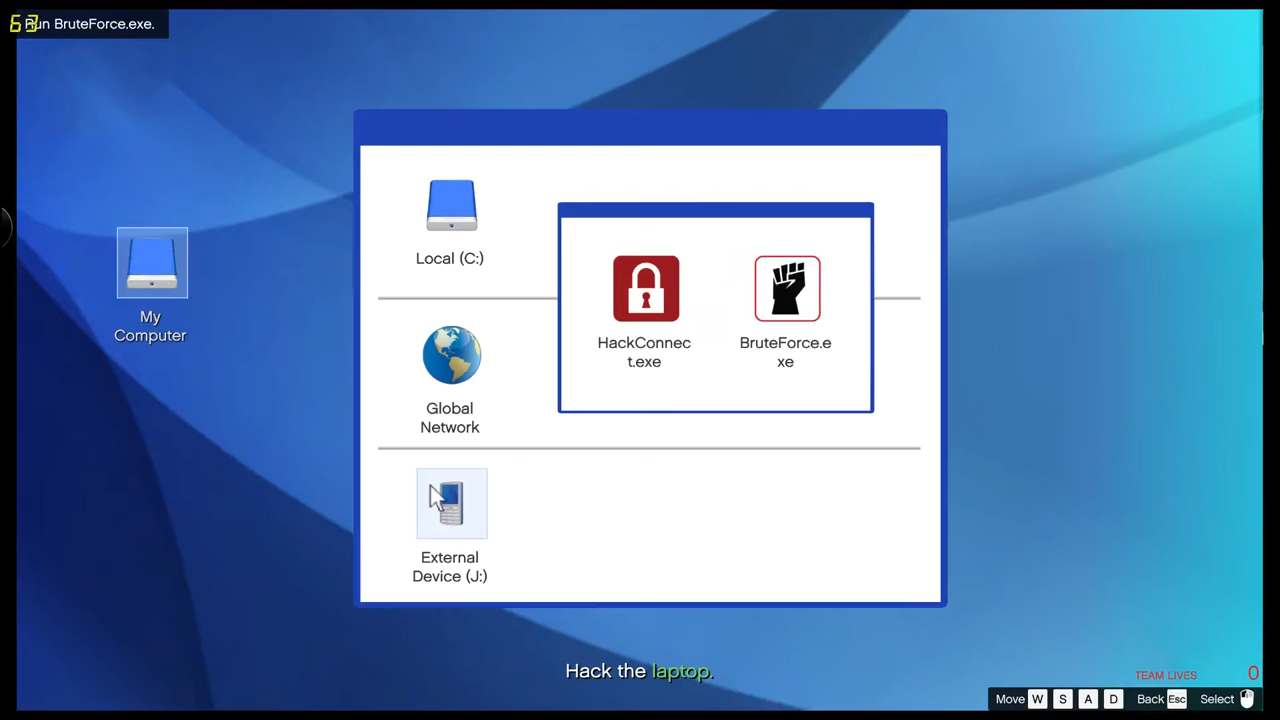 63
Run BruteForce.exe.
Local (C:)
My
Computer
HackConnec
t.exe
BruteForce.e
xe
Global
Network
External
Device (J:)
Hack the laptop.
TEAM LIVES 0
Move W S A D Back Esc Select